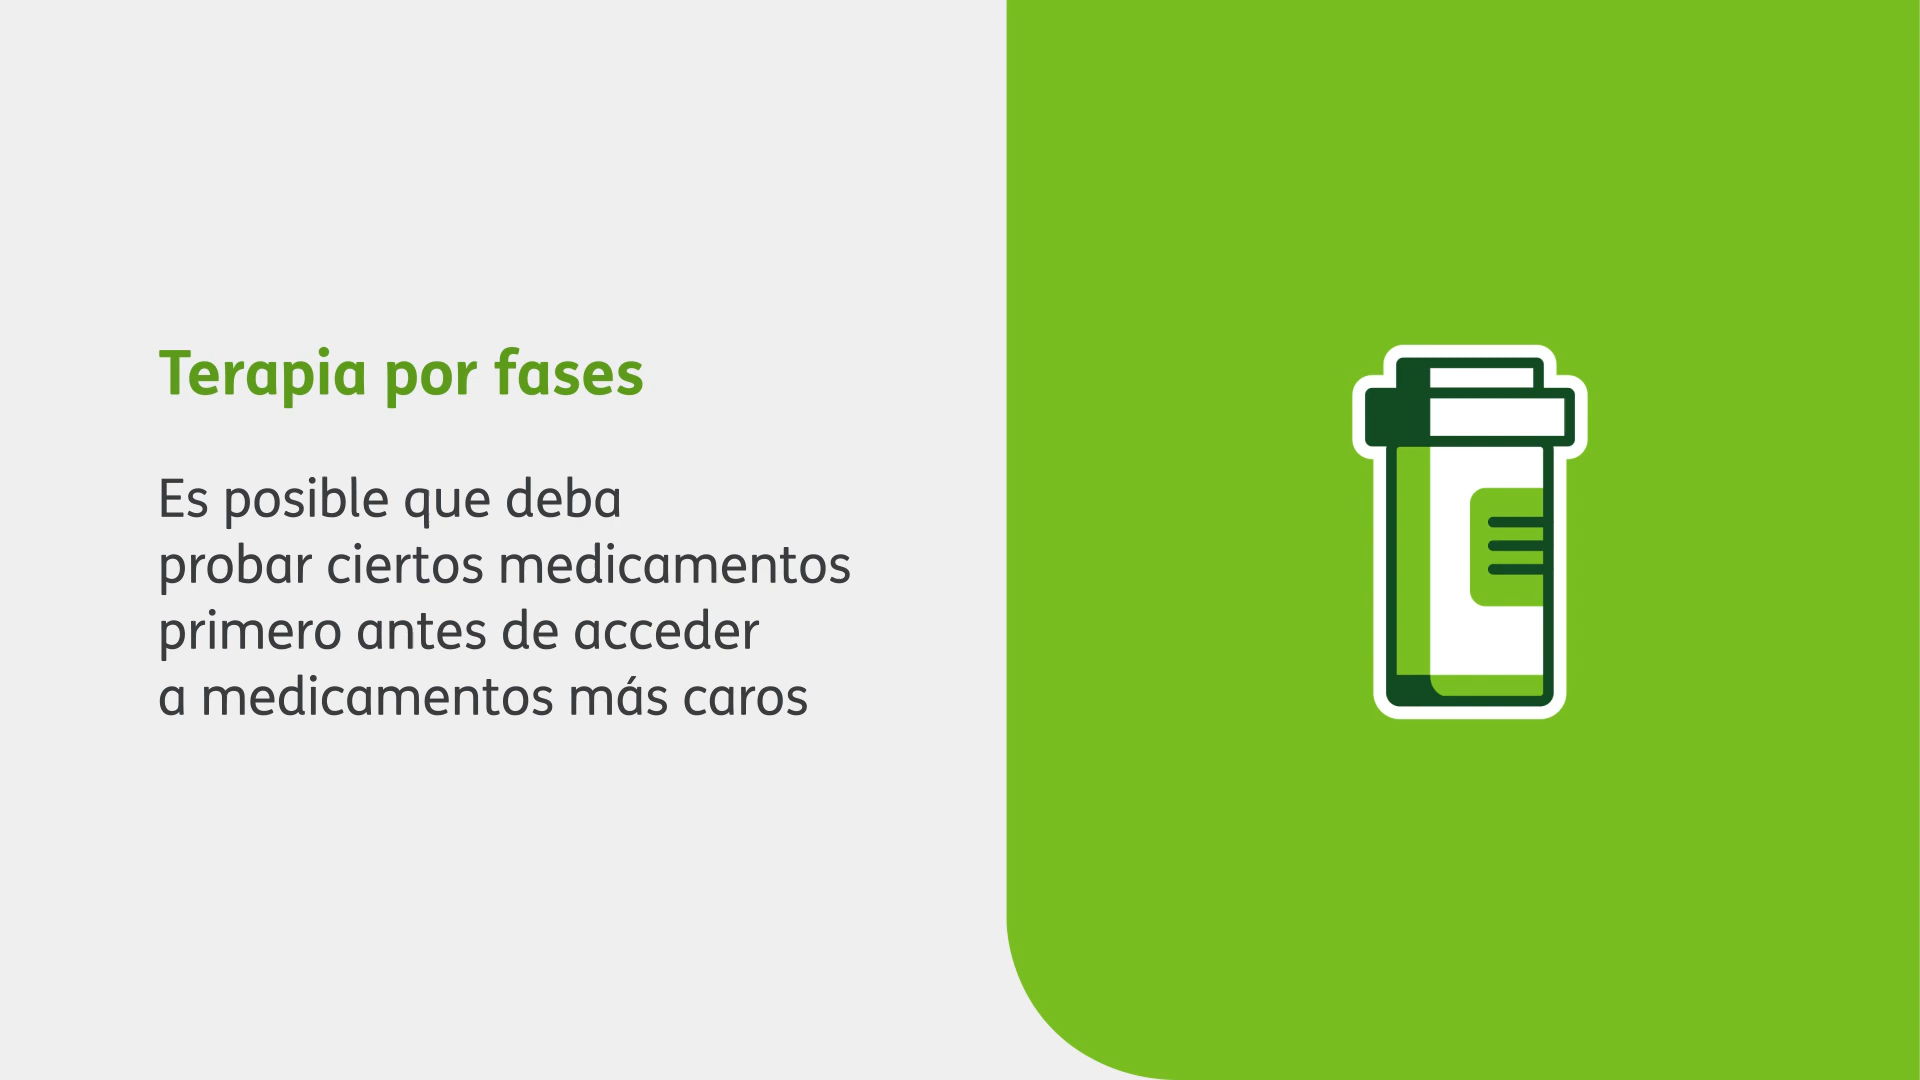 Terapia por fases
Es posible que deba
probar ciertos medicamentos
primero antes de acceder
a medicamentos más caros